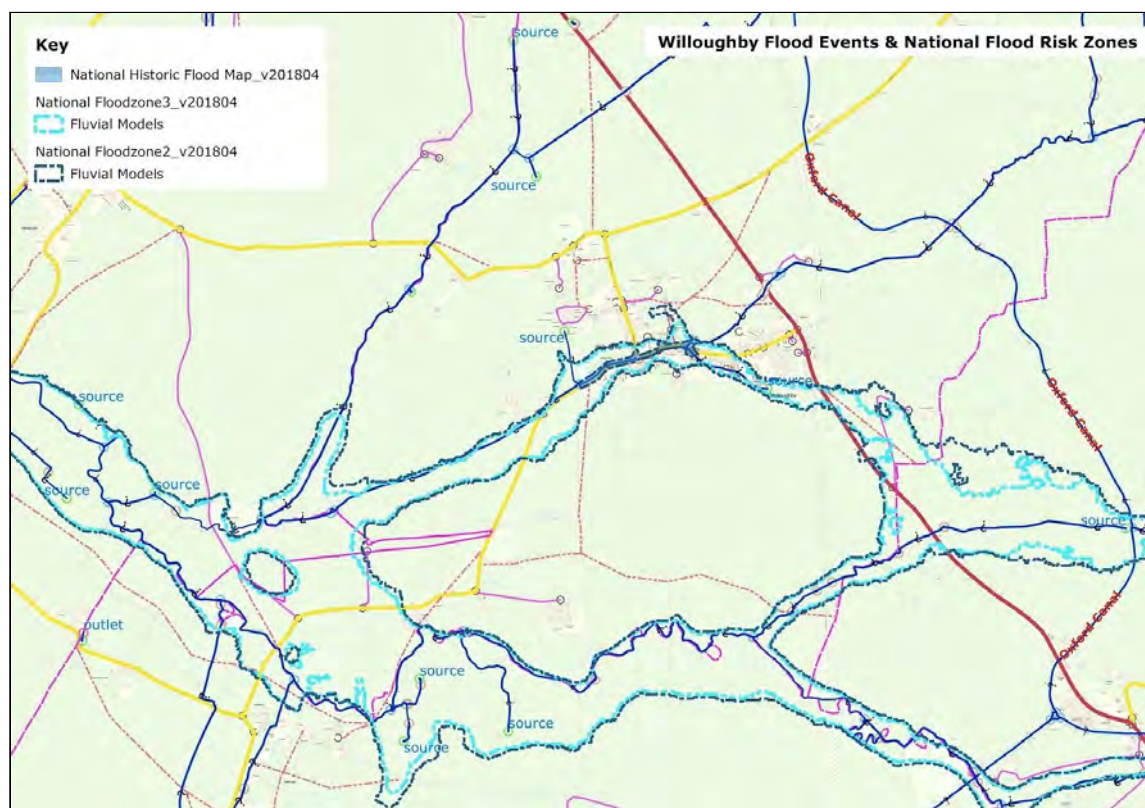 Willoughby Flood Events & National Flood Risk Zones
Key
National Historic Flood Map_v201804
National Floodzone3_v201804
Fluvial Models
National Floodzone2_v201804
Fluvial Models
source
source
Oxford Canal
source
source
source
Oxford Canal
source
source
source
outlet
Oxford Canal
source
source
source